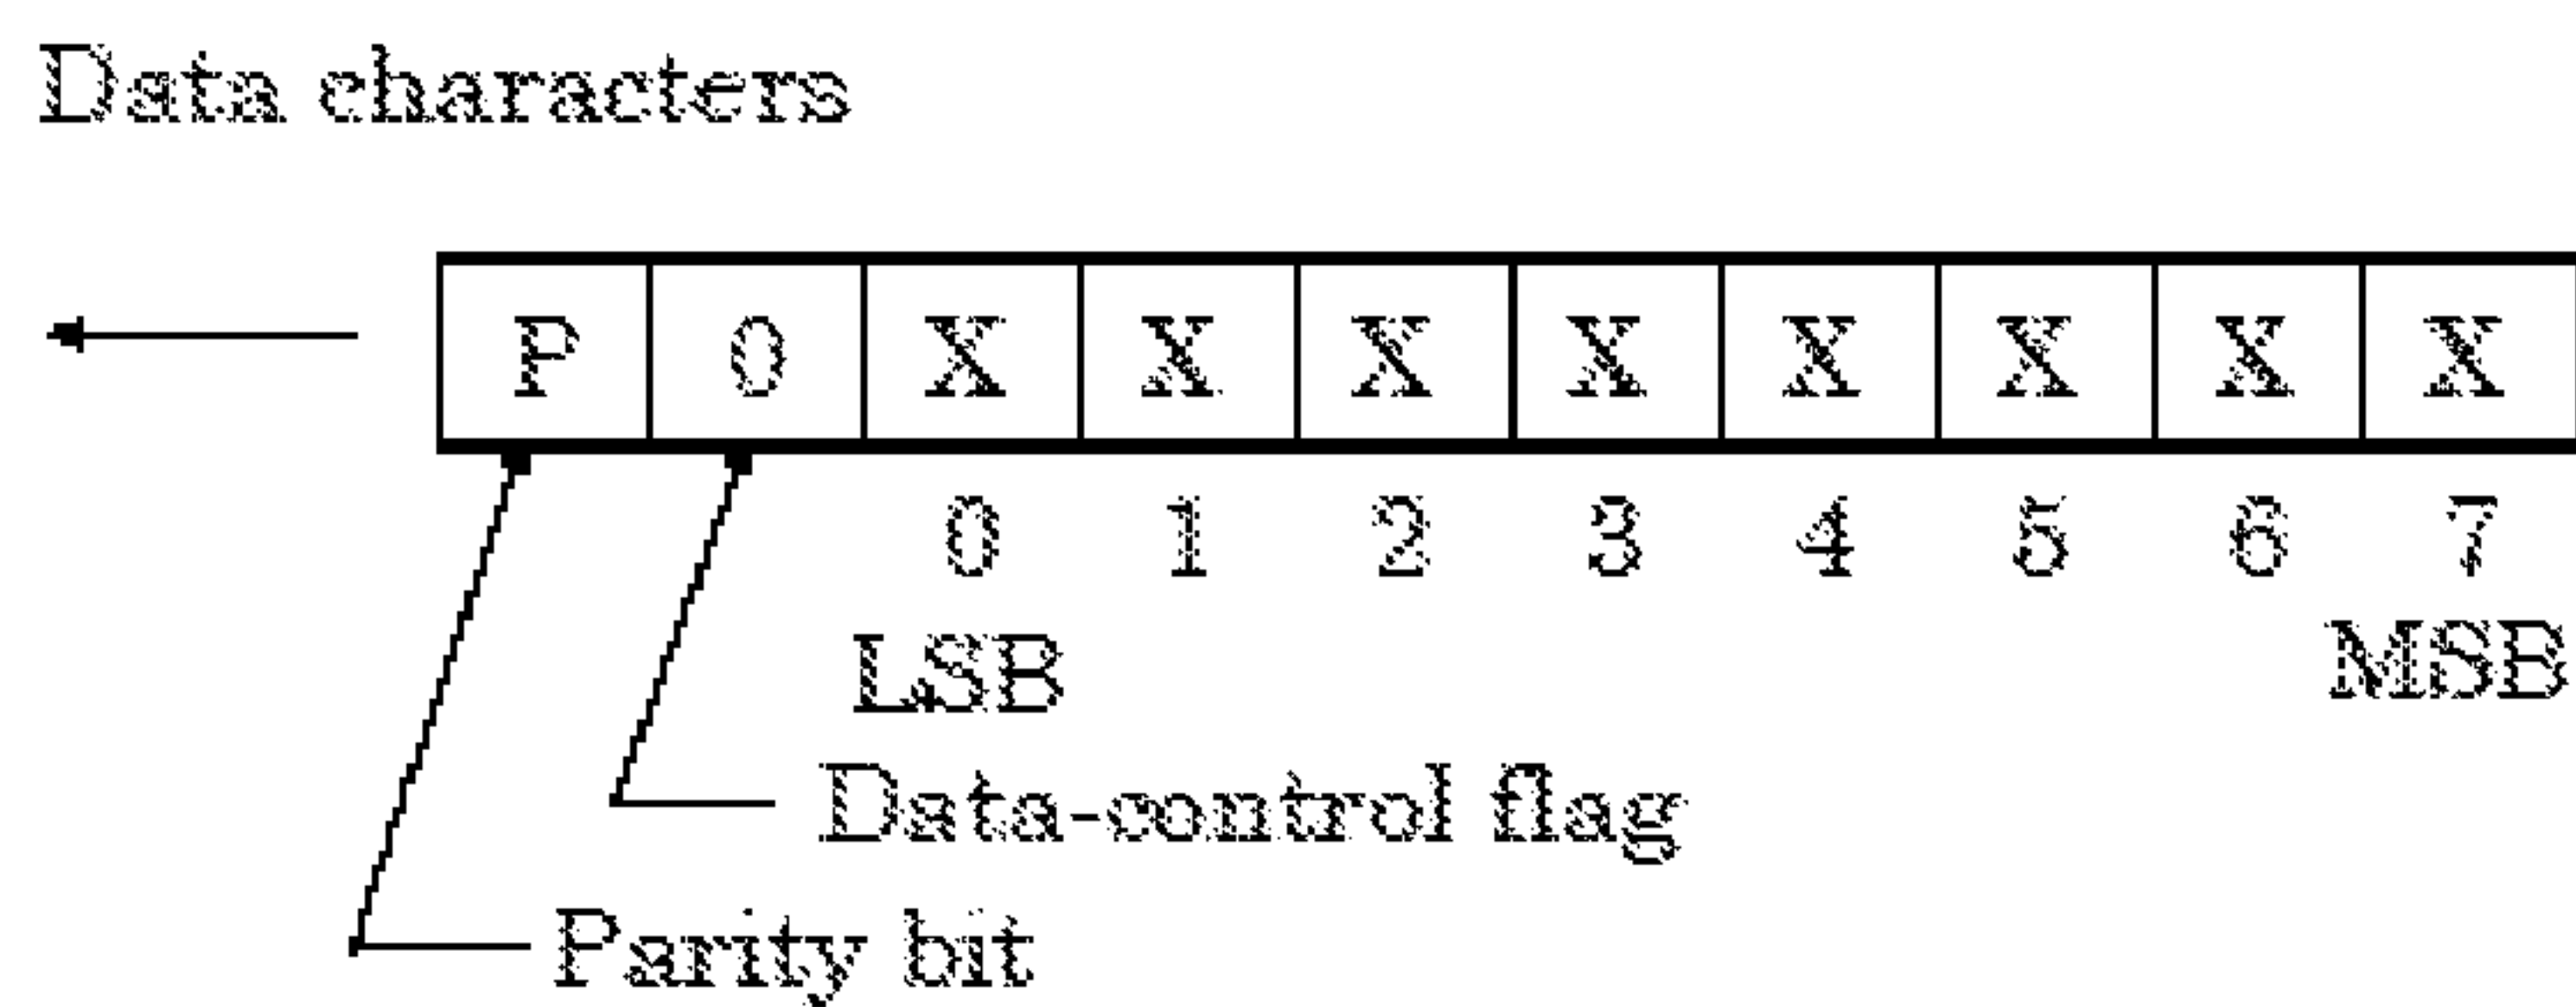 Data characters
P 0 X X X X X X X X
0 1 2 3 4 5 6 7
LSB MSB
Data-control flag
Parity bit